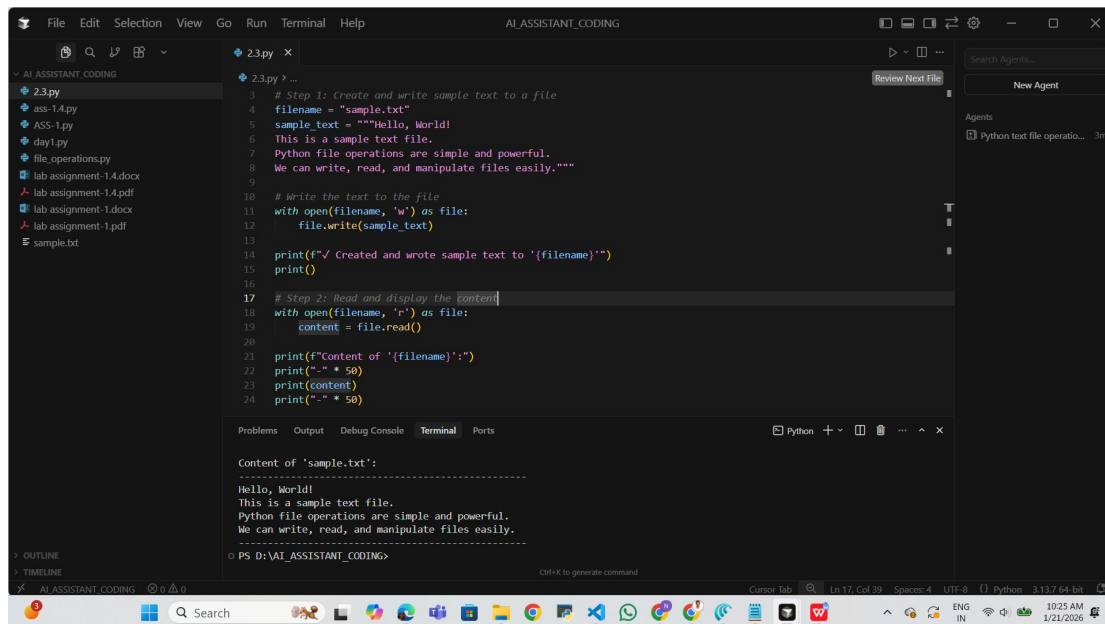 File Edit Selection View Go Run Terminal Help
AI_ASSISTANT_CODING
AI_ASSISTANT_CODING
2.3.py
ass-1.4.py
ASS-1.py
day1.py
file_operations.py
lab assignment-1.4.docx
lab assignment-1.4.pdf
lab assignment-1.docx
lab assignment-1.pdf
sample.txt
OUTLINE
TIMELINE
2.3.py
2.3.py > ...
Review Next File
3 # Step 1: Create and write sample text to a file
4 filename = "sample.txt"
5 sample_text = """Hello, World!
6 This is a sample text file.
7 Python file operations are simple and powerful.
8 We can write, read, and manipulate files easily."""
9
10 # Write the text to the file
11 with open(filename, 'w') as file:
12     file.write(sample_text)
13
14 print(f"✓ Created and wrote sample text to '{filename}'")
15 print()
16
17 # Step 2: Read and display the content
18 with open(filename, 'r') as file:
19     content = file.read()
20
21 print(f"Content of '{filename}':")
22 print("-" * 50)
23 print(content)
24 print("-" * 50)
Search Agents...
New Agent
Agents
Python text file operatio... 3m
Problems Output Debug Console Terminal Ports
Python
Content of 'sample.txt':
--------------------------------------------------
Hello, World!
This is a sample text file.
Python file operations are simple and powerful.
We can write, read, and manipulate files easily.
--------------------------------------------------
PS D:\AI_ASSISTANT_CODING>
Ctrl+K to generate command
AI_ASSISTANT_CODING 0 0
Cursor Tab Ln 17, Col 39 Spaces: 4 UTF-8 {} Python 3.13.7 64-bit
3
Search
ENG
IN
10:25 AM
1/21/2026